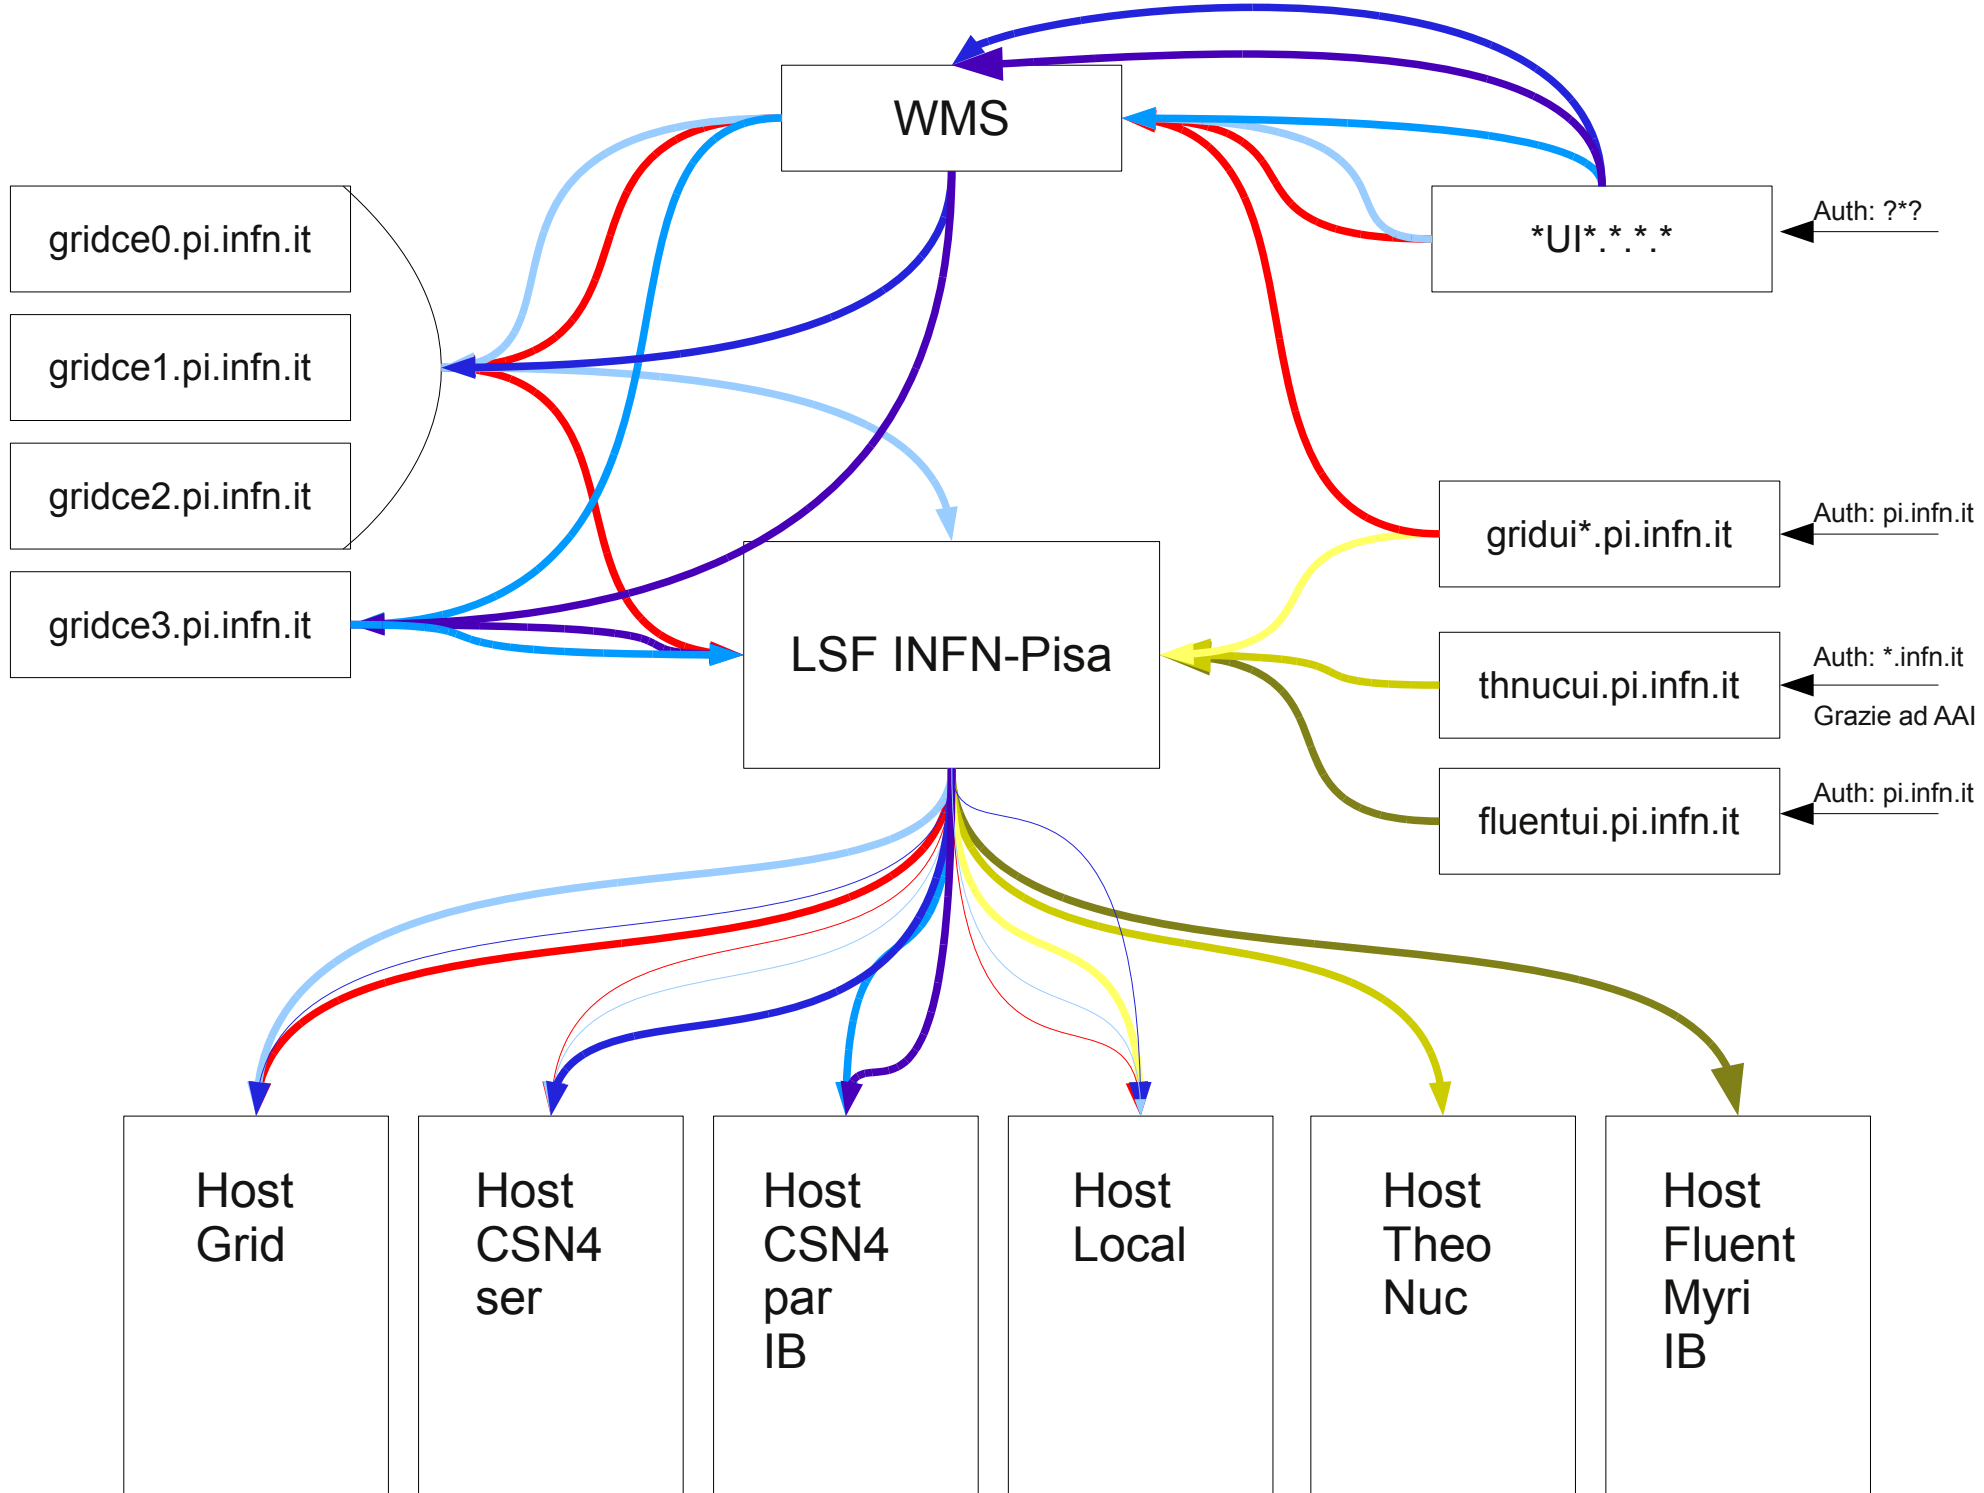 WMS
*UI*.*.*.*
Auth: ?*?
gridce0.pi.infn.it
gridce1.pi.infn.it
gridce2.pi.infn.it
gridce3.pi.infn.it
LSF INFN-Pisa
gridui*.pi.infn.it
Auth: pi.infn.it
thnucui.pi.infn.it
Auth: *.infn.it
Grazie ad AAI
fluentui.pi.infn.it
Auth: pi.infn.it
Host
Grid
Host
CSN4
ser
Host
CSN4
par
IB
Host
Local
Host
Theo
Nuc
Host
Fluent
Myri
IB